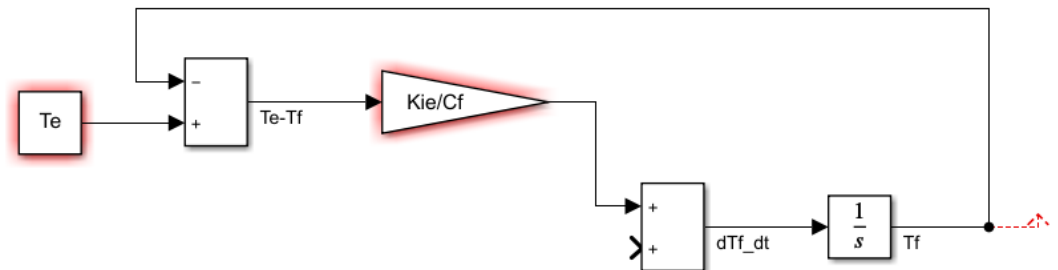 −
Te
+
Te-Tf
Kie/Cf
+
+
dTf_dt
1
s
Tf